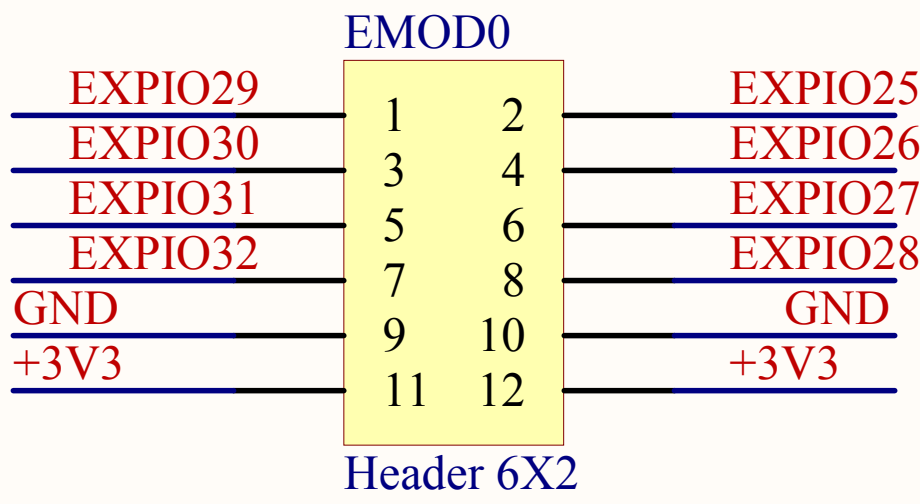 EMOD0
EXPIO29 1 2 EXPIO25
EXPIO30 3 4 EXPIO26
EXPIO31 5 6 EXPIO27
EXPIO32 7 8 EXPIO28
GND 9 10 GND
+3V3 11 12 +3V3
Header 6X2